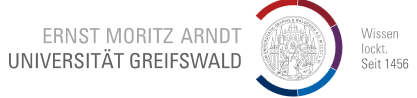 ERNST MORITZ ARNDT
UNIVERSITÄT GREIFSWALD
Wissen
lockt.
Seit 1456